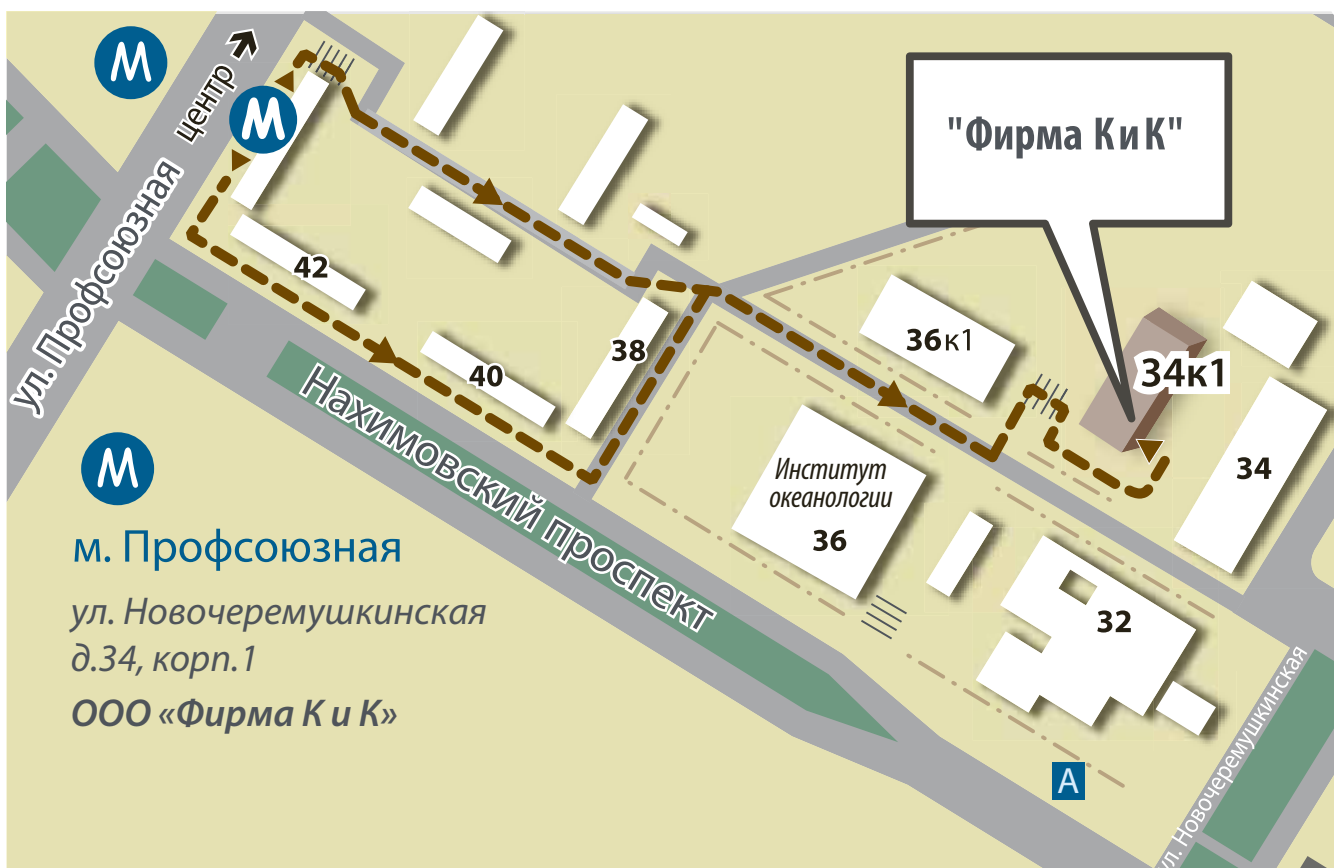 М
центр
М
"Фирма К и К"
ул. Профсоюзная
42
40
38
36к1
34к1
34
Нахимовский проспект
Институт
океанологии
36
32
М
м. Профсоюзная
ул. Новочеремушкинская
д.34, корп.1
ООО «Фирма К и К»
А
ул. Новочеремушкинская